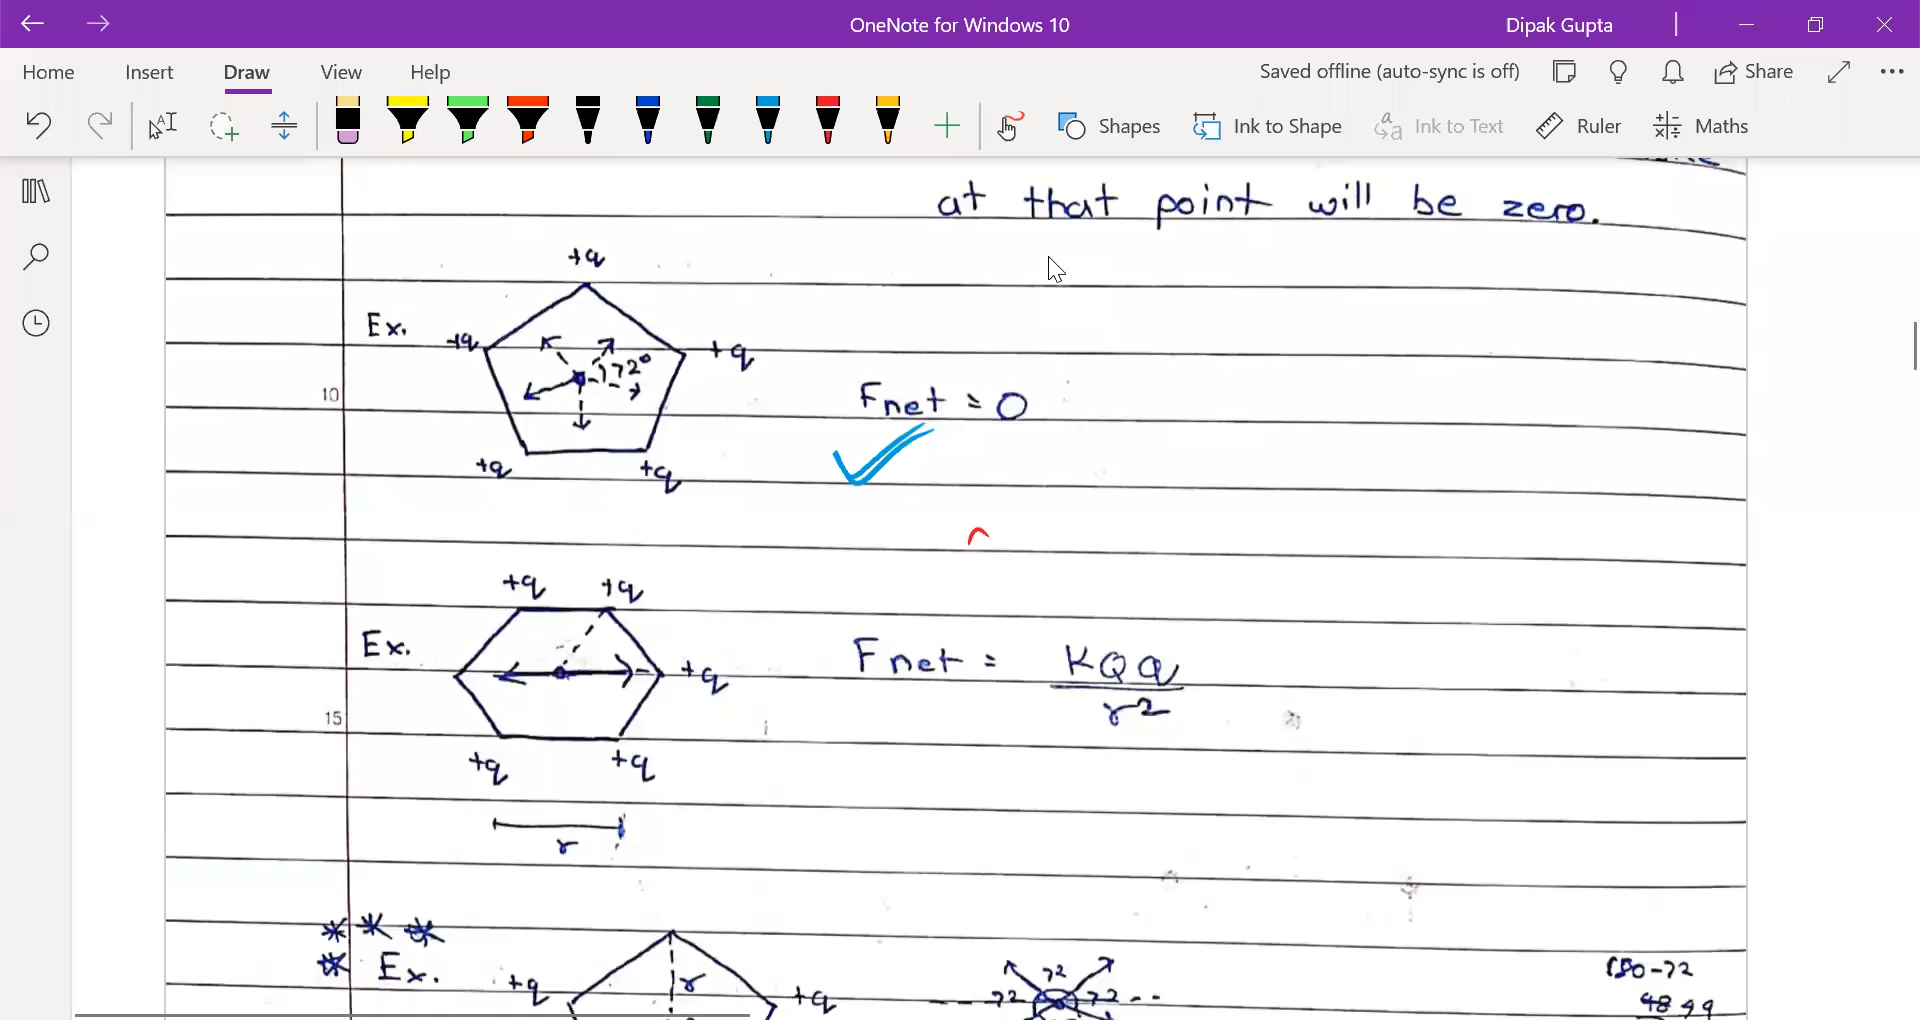 OneNote for Windows 10
Dipak Gupta
Home Insert Draw View Help
Saved offline (auto-sync is off) Share
Shapes Ink to Shape Ink to Text Ruler Maths
at that point will be zero.
+q
Ex. +q +q
72°
10 Fnet = 0
+q +q
+q +q
Ex. +q Fnet = KQq
r2
15
+q +q
r
Ex. +q r +q 72 72 72
180-72